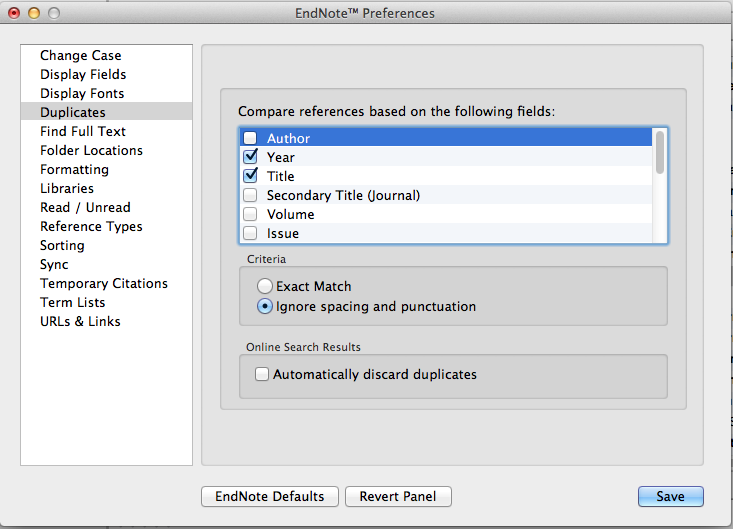 EndNote™ Preferences
Change Case
Display Fields
Display Fonts
Duplicates
Find Full Text
Folder Locations
Formatting
Libraries
Read / Unread
Reference Types
Sorting
Sync
Temporary Citations
Term Lists
URLs & Links
Compare references based on the following fields:
Author
Year
Title
Secondary Title (Journal)
Volume
Issue
Criteria
Exact Match
Ignore spacing and punctuation
Online Search Results
Automatically discard duplicates
EndNote Defaults
Revert Panel
Save